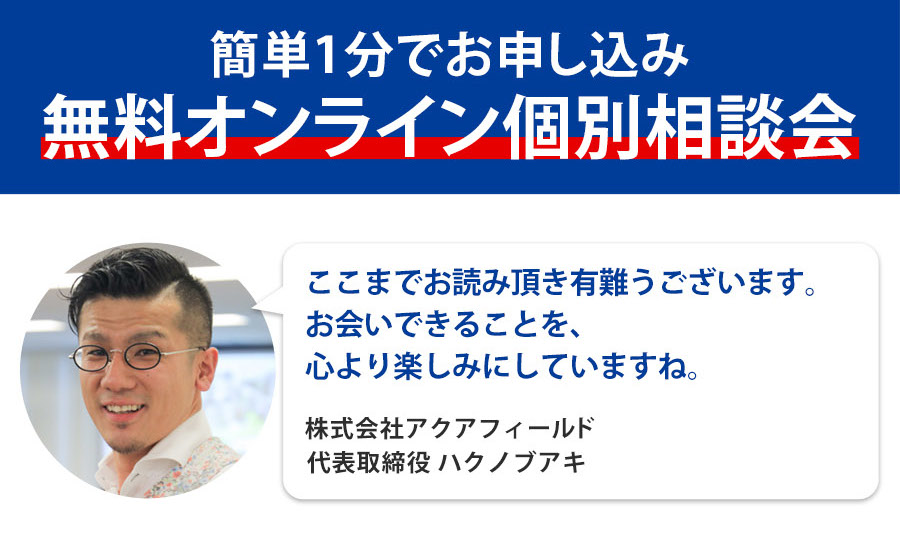 簡単1分でお申し込み
無料オンライン個別相談会
ここまでお読み頂き有難うございます。
お会いできることを、
心より楽しみにしていますね。
株式会社アクアフィールド
代表取締役 ハクノブアキ